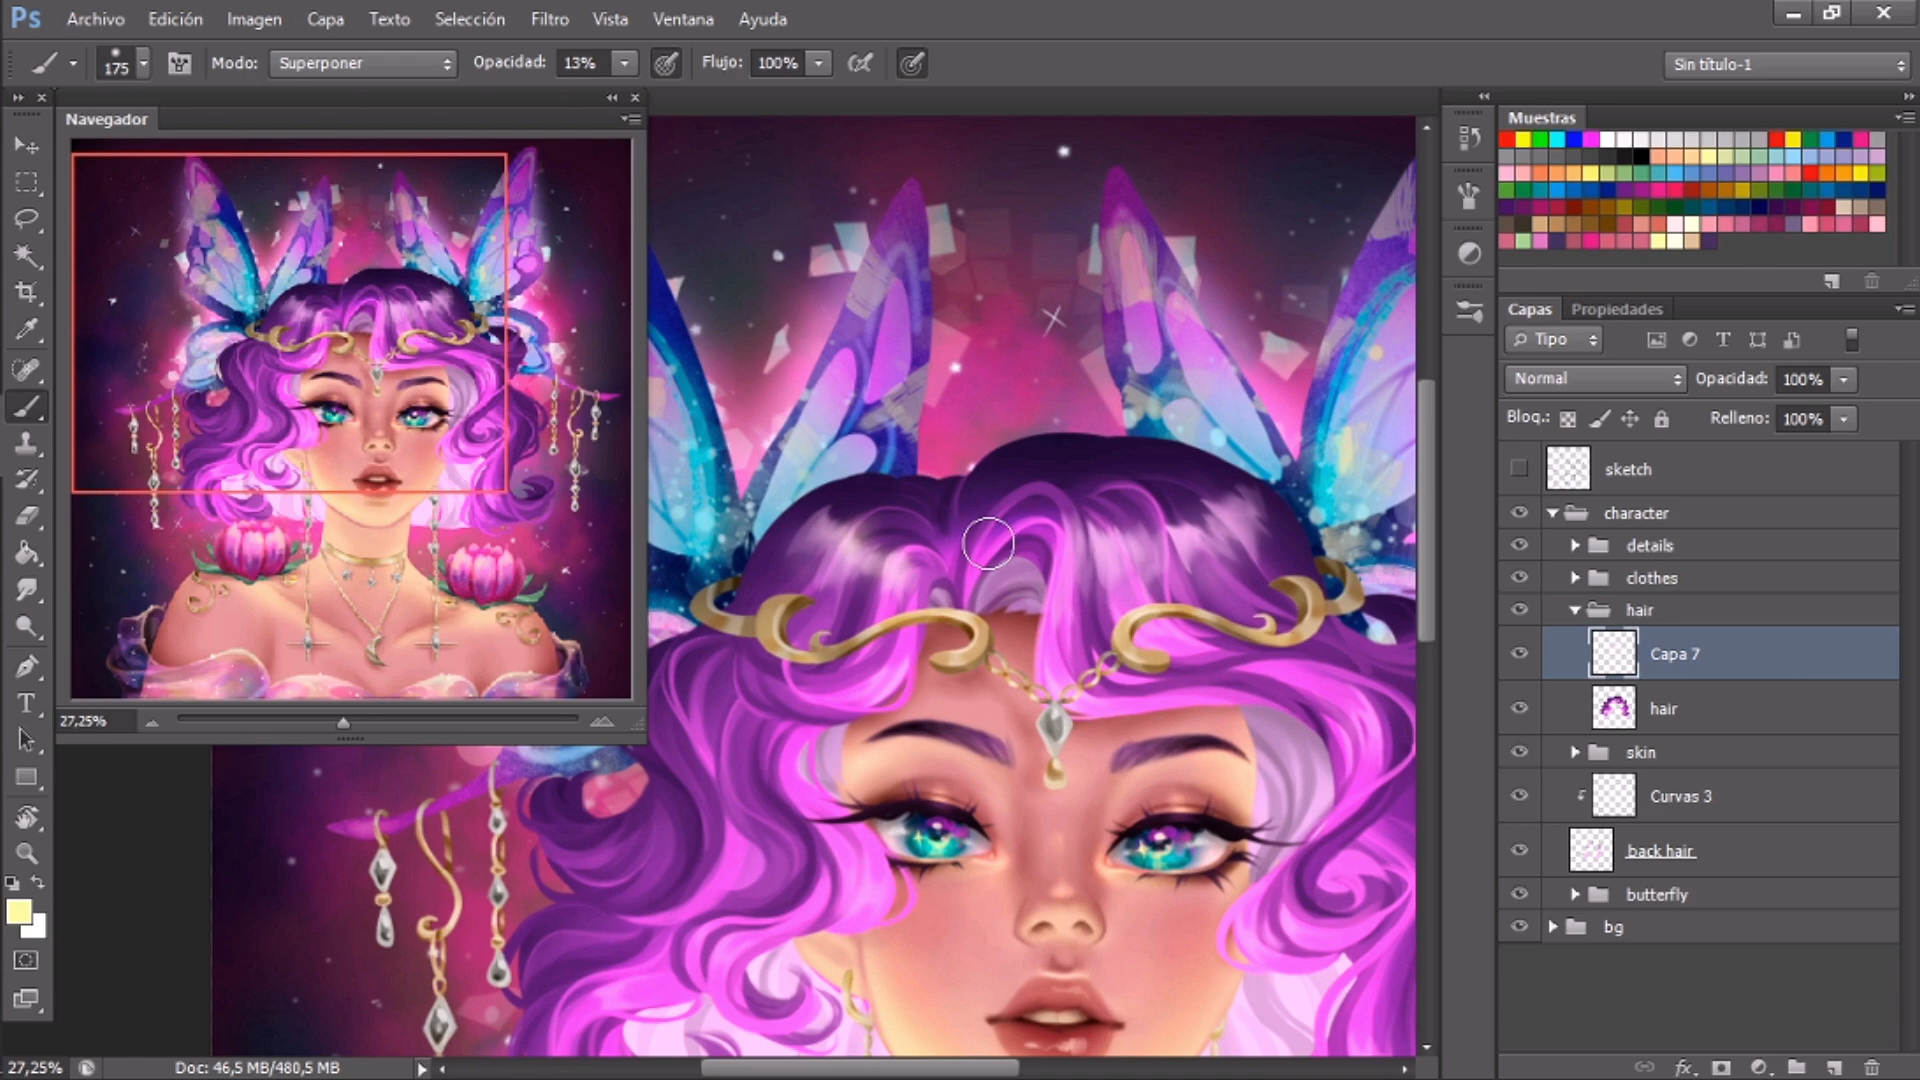 Ps Archivo Edición Imagen Capa Texto Selección Filtro Vista Ventana Ayuda
175 Modo: Superponer Opacidad: 13% Flujo: 100% Sin título-1
Navegador
Muestras
Capas Propiedades
Tipo
Normal Opacidad: 100%
Bloq.: Relleno: 100%
sketch
character
details
clothes
hair
Capa 7
hair
skin
Curvas 3
back hair
butterfly
bg
27,25%
27,25% Doc: 46,5 MB/480,5 MB